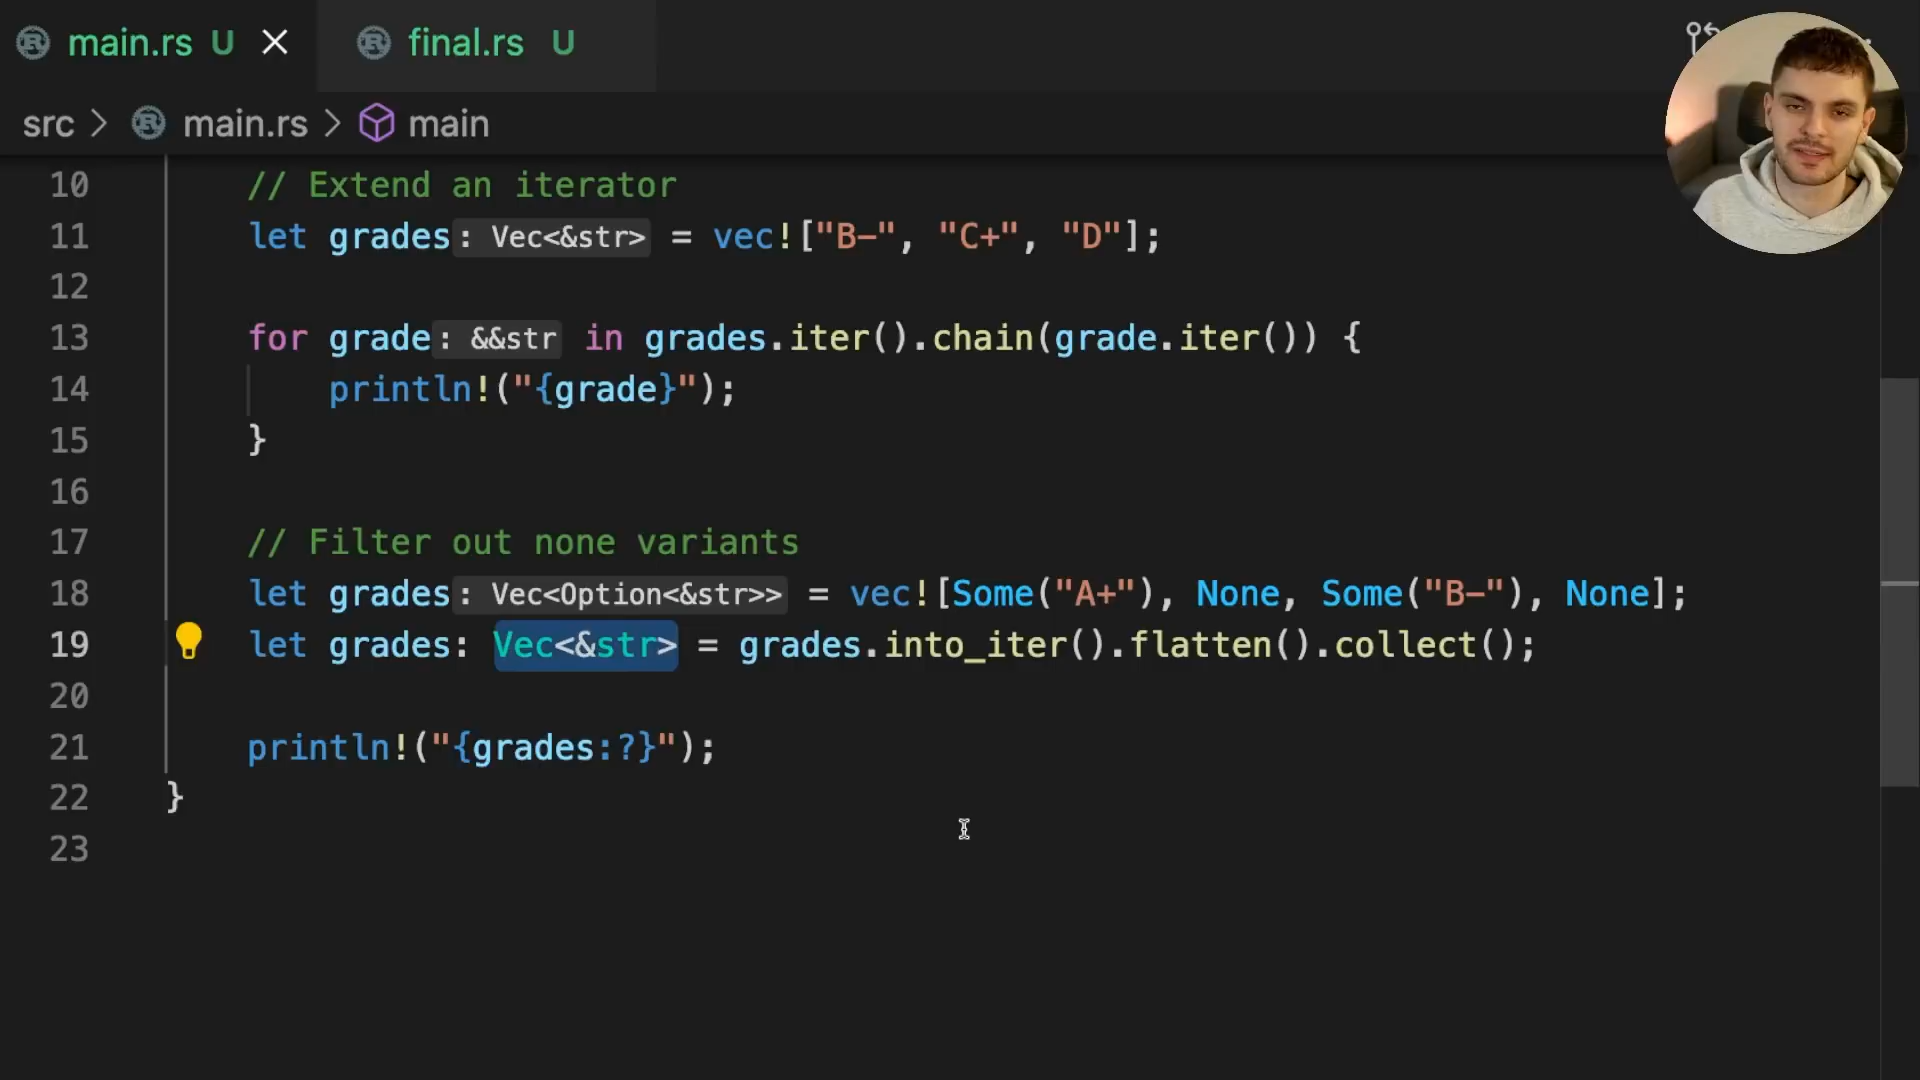 main.rs U
final.rs U
src > main.rs > main
10 // Extend an iterator
11 let grades: Vec<&str> = vec!["B-", "C+", "D"];
12
13 for grade: &&str in grades.iter().chain(grade.iter()) {
14 println!("{grade}");
15 }
16
17 // Filter out none variants
18 let grades: Vec<Option<&str>> = vec![Some("A+"), None, Some("B-"), None];
19 let grades: Vec<&str> = grades.into_iter().flatten().collect();
20
21 println!("{grades:?}");
22 }
23